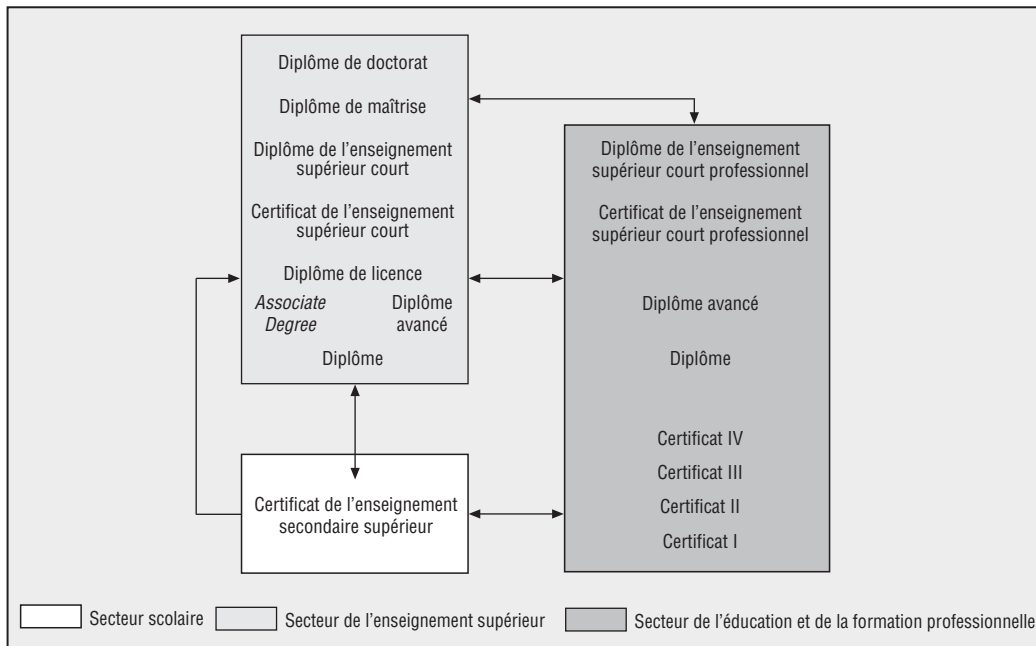 Diplôme de doctorat
Diplôme de maîtrise
Diplôme de l'enseignement
supérieur court
Certificat de l'enseignement
supérieur court
Diplôme de licence
Associate
Degree
Diplôme
avancé
Diplôme
Diplôme de l'enseignement
supérieur court professionnel
Certificat de l'enseignement
supérieur court professionnel
Diplôme avancé
Diplôme
Certificat IV
Certificat III
Certificat II
Certificat I
Certificat de l'enseignement
secondaire supérieur
Secteur scolaire
Secteur de l'enseignement supérieur
Secteur de l'éducation et de la formation professionnelle